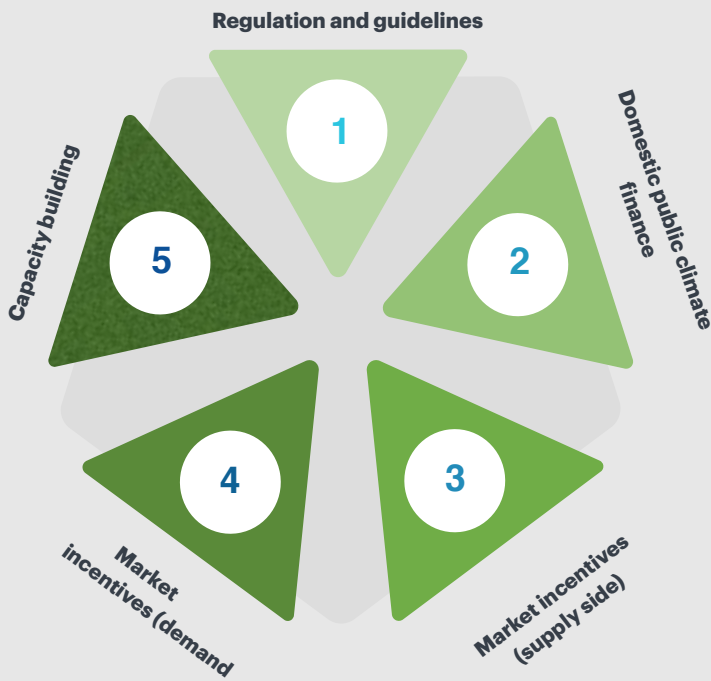 Regulation and guidelines
1
Domestic public climate
finance
2
Market incentives
(supply side)
3
Market
incentives (demand
4
Capacity building
5